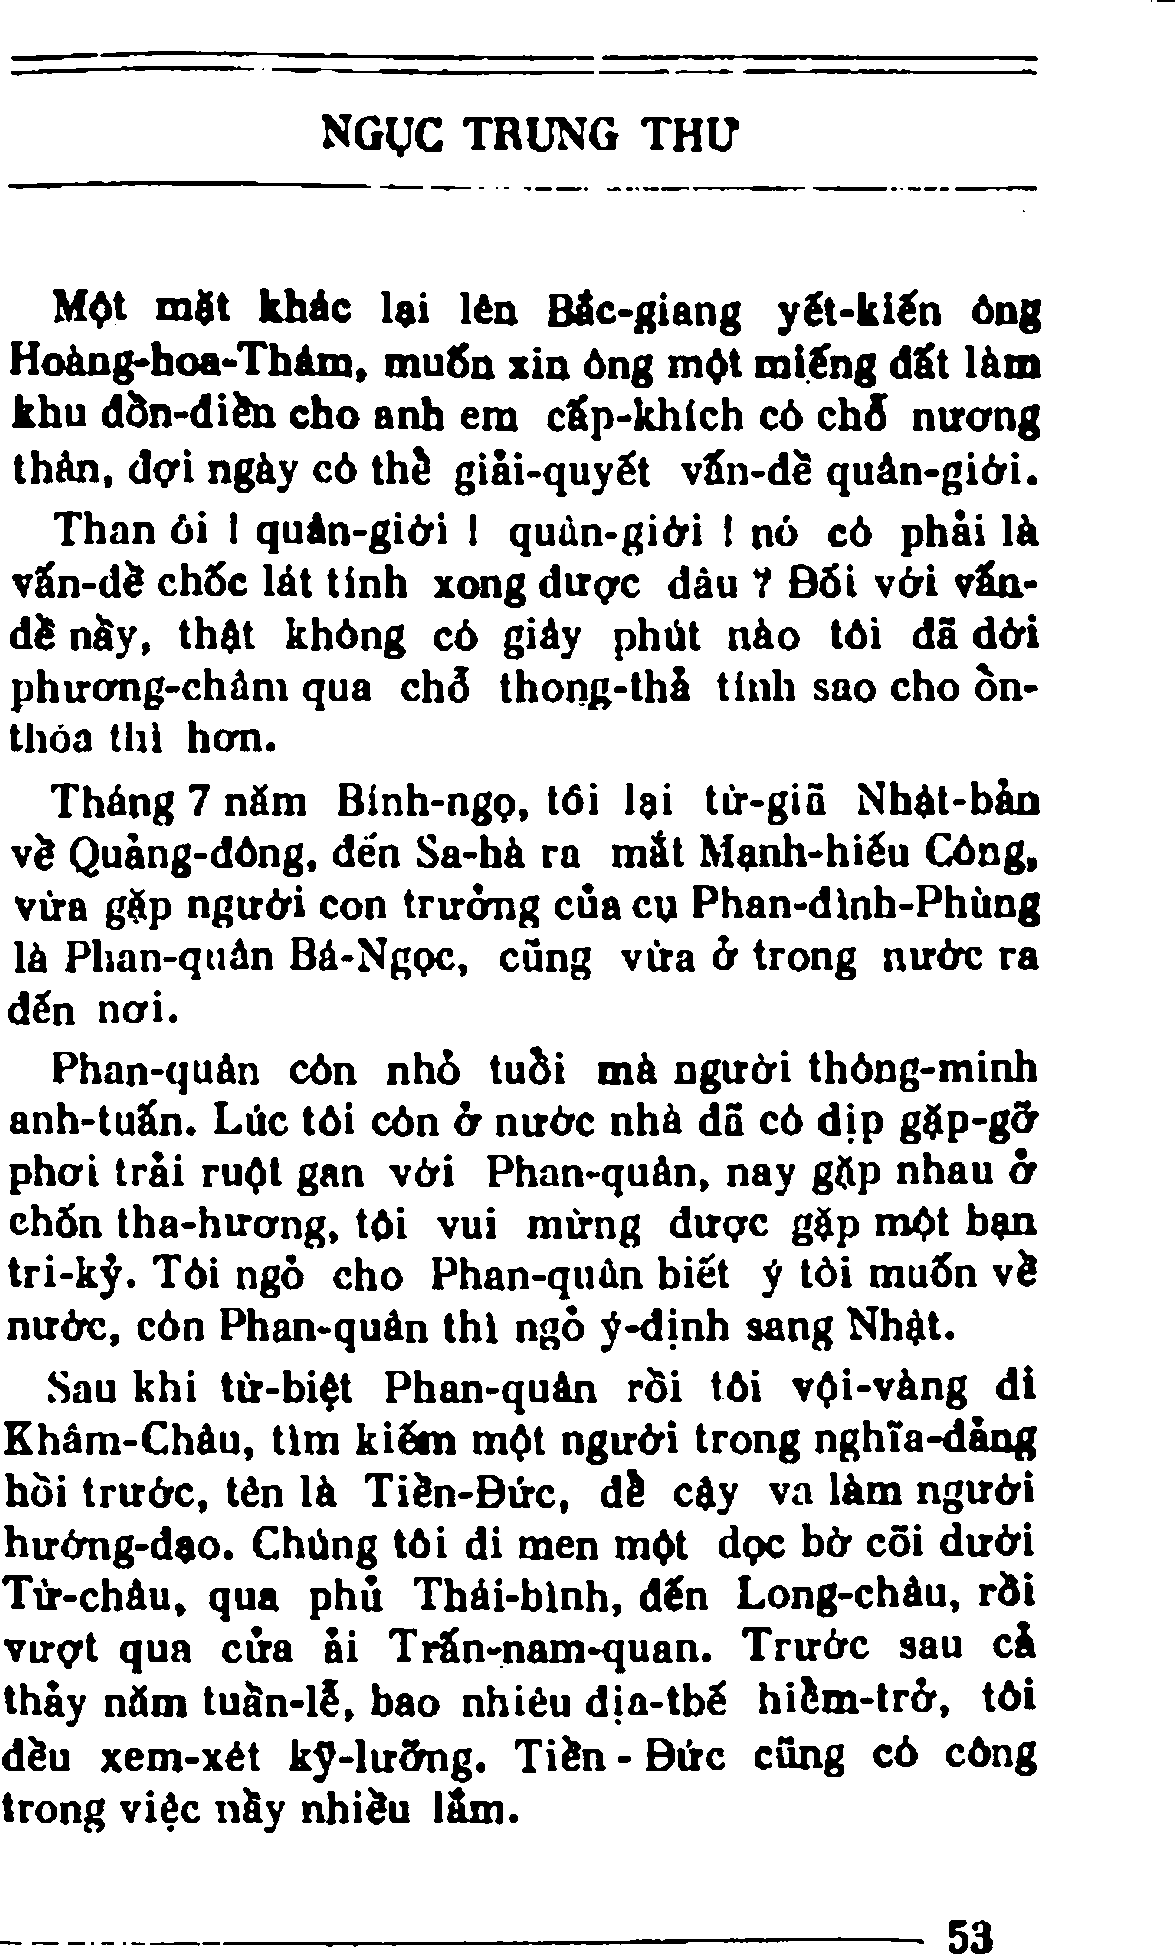 NGỤC TRUNG THƯ
Một mặt khác lại lên Bắc-giang yết-kiến ông
Hoàng-hoa-Thám, muốn xin ông một miếng đất làm
khu đồn-điền cho anh em cấp-khích có chỗ nương
thân, đợi ngày có thể giải-quyết vấn-đề quân-giới.
Than ôi ! quân-giới ! quân-giới ! nó có phải là
vấn-đề chốc lát tính xong được đâu ? Đối với vấn-
đề nầy, thật không có giây phút nào tôi đã dời
phương-châm qua chỗ thong-thả tính sao cho ổn-
thỏa thì hơn.
Tháng 7 năm Bính-ngọ, tôi lại từ-giã Nhật-bản
về Quảng-đông, đến Sa-hà ra mắt Mạnh-hiếu Công,
vừa gặp người con trưởng của cụ Phan-đình-Phùng
là Phan-quân Bá-Ngọc, cũng vừa ở trong nước ra
đến nơi.
Phan-quân còn nhỏ tuổi mà người thông-minh
anh-tuấn. Lúc tôi còn ở nước nhà đã có dịp gặp-gỡ
phơi trải ruột gan với Phan-quân, nay gặp nhau ở
chốn tha-hương, tôi vui mừng được gặp một bạn
tri-kỷ. Tôi ngỏ cho Phan-quân biết ý tôi muốn về
nước, còn Phan-quân thì ngỏ ý-định sang Nhật.
Sau khi từ-biệt Phan-quân rồi tôi vội-vàng đi
Khâm-Châu, tìm kiếm một người trong nghĩa-đảng
hồi trước, tên là Tiền-Đức, để cậy va làm người
hướng-đạo. Chúng tôi đi men một dọc bờ cõi dưới
Từ-châu, qua phủ Thái-bình, đến Long-châu, rồi
vượt qua cửa ải Trấn-nam-quan. Trước sau cả
thảy năm tuần-lễ, bao nhiêu địa-thế hiểm-trở, tôi
đều xem-xét kỹ-lưỡng. Tiền - Đức cũng có công
trong việc nầy nhiều lắm.
53